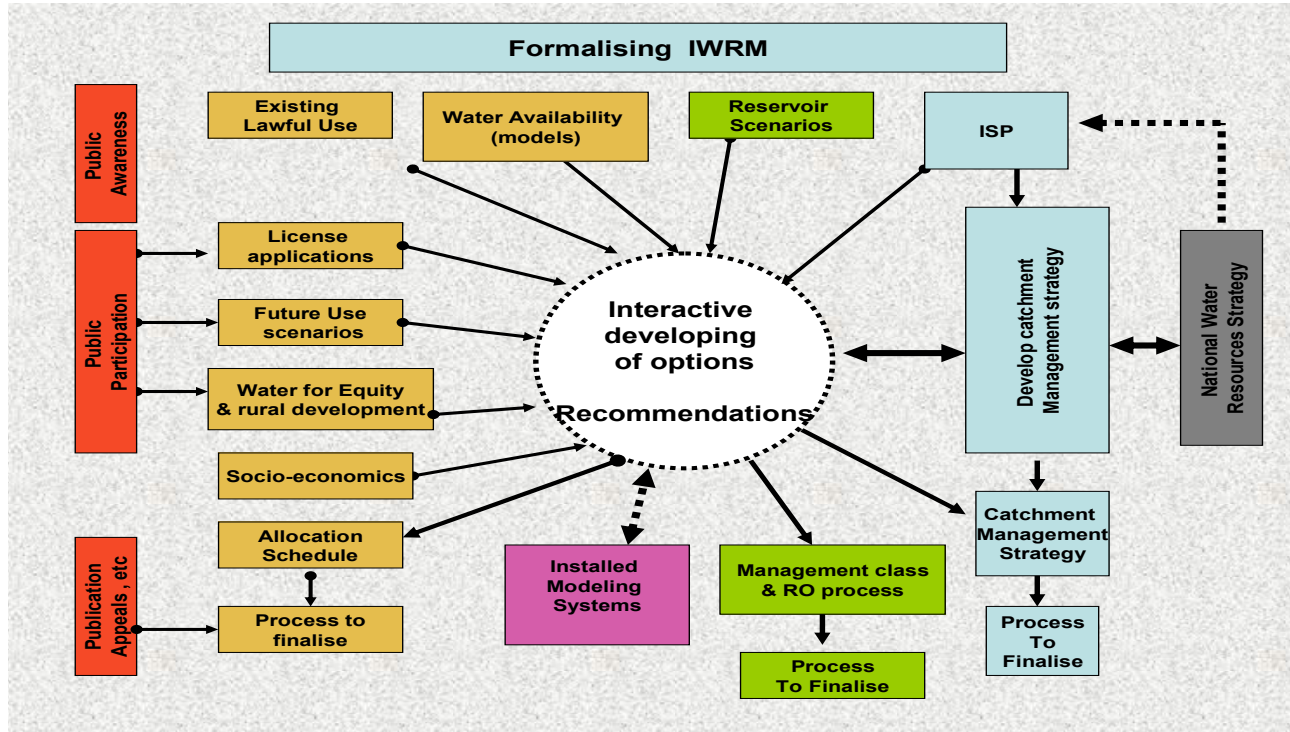 Formalising IWRM
Public
Awareness
Existing
Lawful Use
Water Availability
(models)
Reservoir
Scenarios
ISP
Public
Participation
License
applications
Future Use
scenarios
Water for Equity
& rural development
Socio-economics
Interactive
developing
of options
Recommendations
Develop catchment
Management strategy
National Water
Resources Strategy
Publication
Appeals , etc
Allocation
Schedule
Process to
finalise
Installed
Modeling
Systems
Management class
& RO process
Process
To Finalise
Catchment
Management
Strategy
Process
To
Finalise